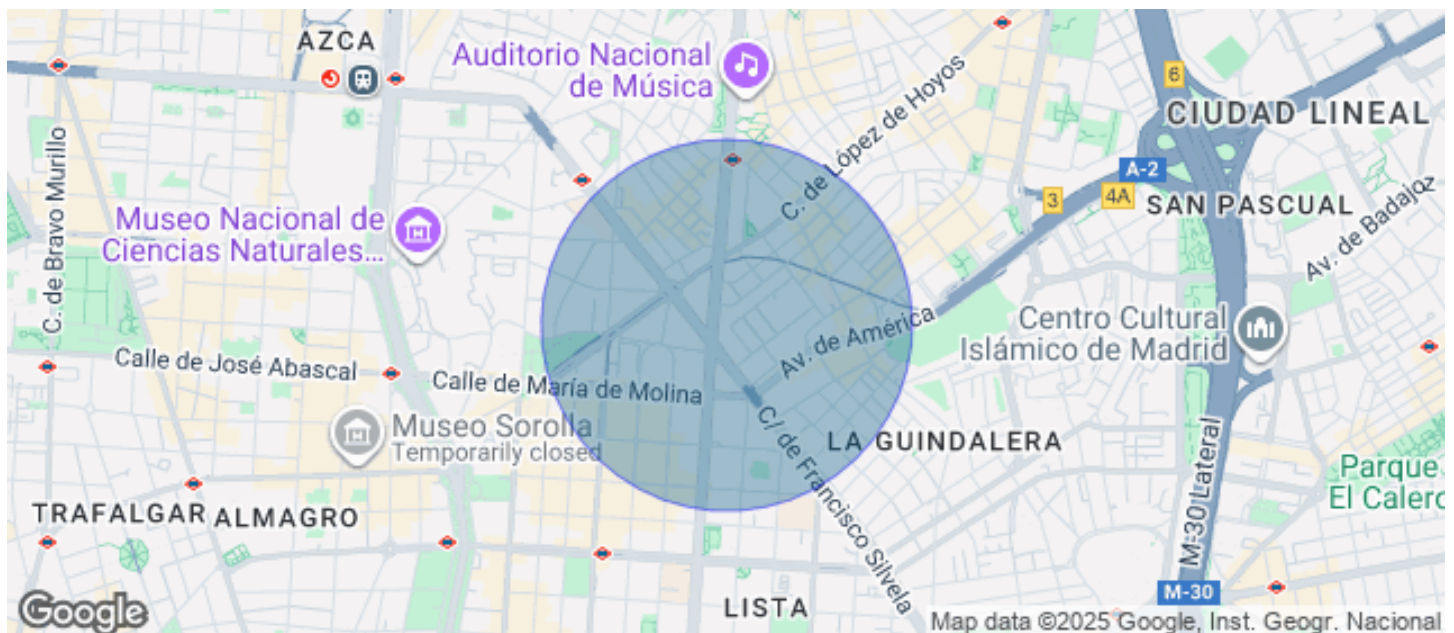 AZCA
Auditorio Nacional
de Música
C. de López de Hoyos
6
CIUDAD LINEAL
C. de Bravo Murillo
A-2
3
4A
SAN PASCUAL
Av. de Badajoz
Museo Nacional de
Ciencias Naturales...
Av. de América
Centro Cultural
Islámico de Madrid
Calle de José Abascal
Calle de María de Molina
Museo Sorolla
Temporarily closed
C/ de Francisco Silvela
LA GUINDALERA
M-30 Lateral
Parque
El Calero
TRAFALGAR
ALMAGRO
LISTA
M-30
Google
Map data ©2025 Google, Inst. Geogr. Nacional